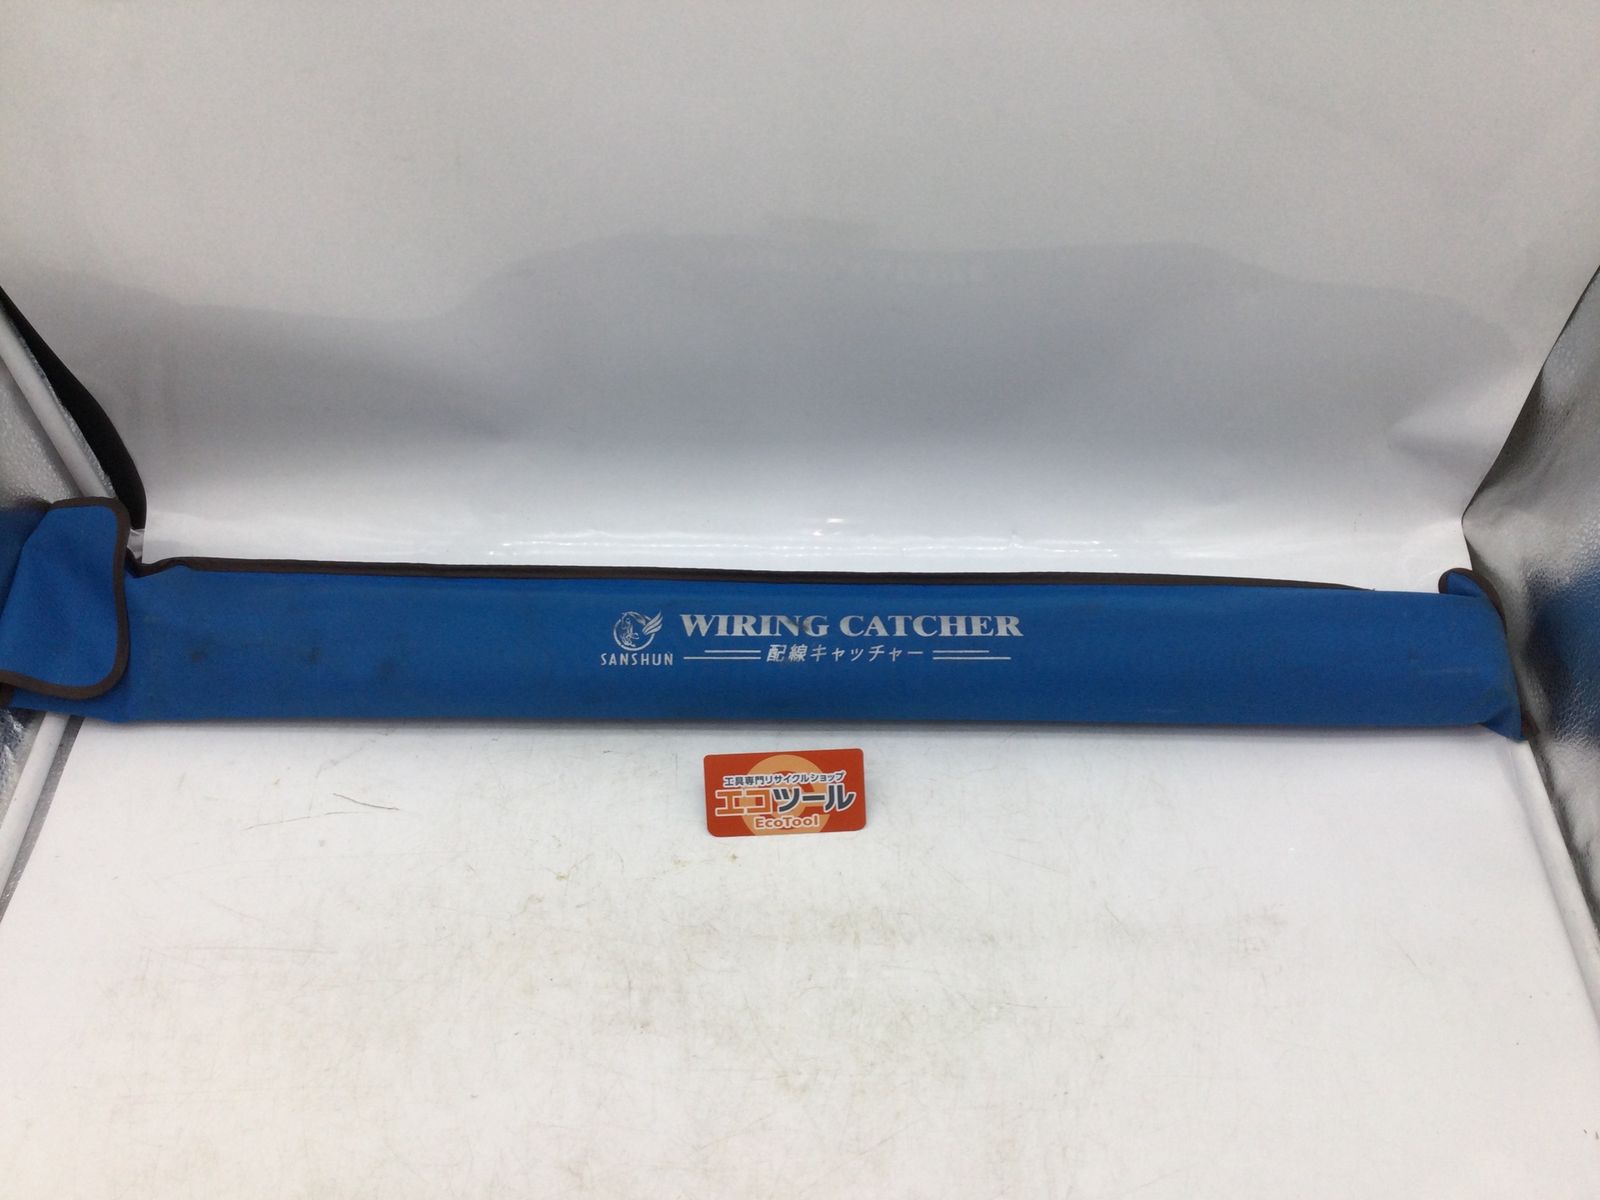 WIRING CATCHER
SANSHUN
配線キャッチャー
工具専門リサイクルショップ
エコツール
EcoTool